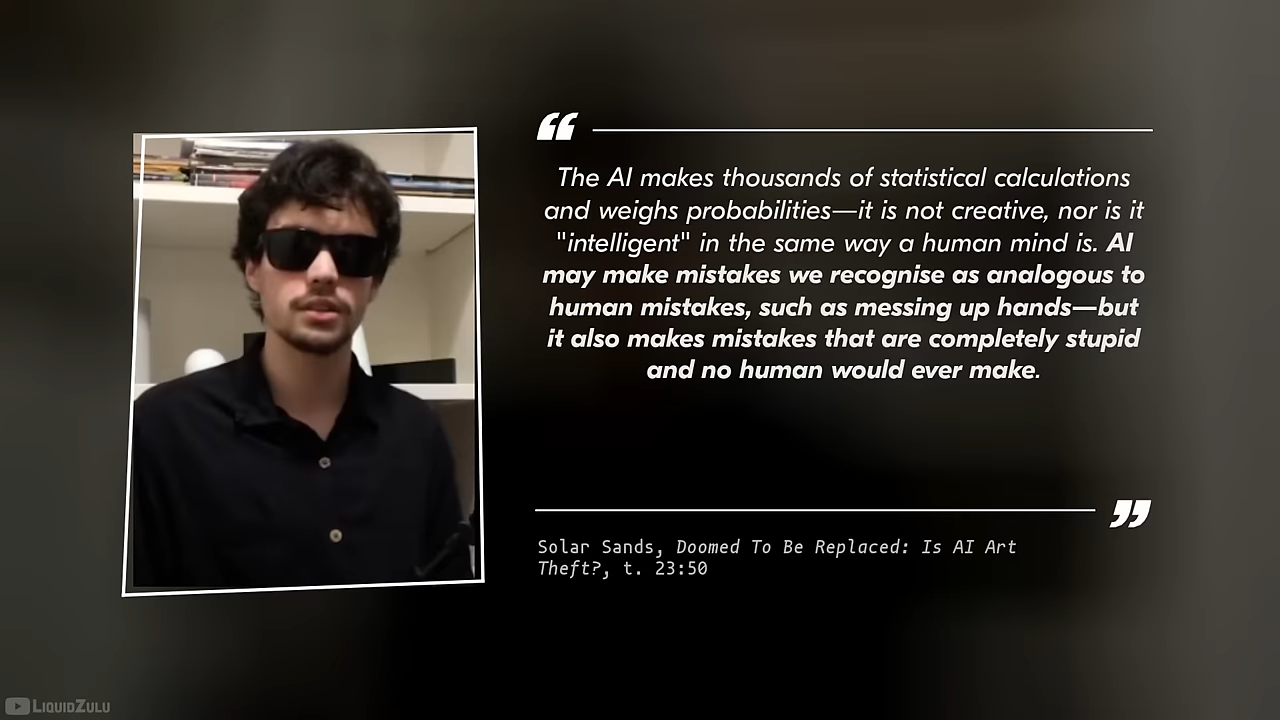 “
The AI makes thousands of statistical calculations
and weighs probabilities—it is not creative, nor is it
"intelligent" in the same way a human mind is. AI
may make mistakes we recognise as analogous to
human mistakes, such as messing up hands—but
it also makes mistakes that are completely stupid
and no human would ever make.
”
Solar Sands, Doomed To Be Replaced: Is AI Art
Theft?, t. 23:50
LIQUIDZULU